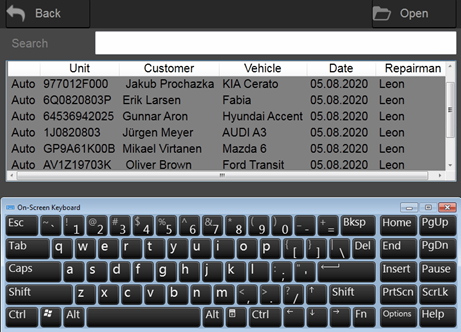 Back Open
Search
Unit Customer Vehicle Date Repairman
Auto 977012F000 Jakub Prochazka KIA Cerato 05.08.2020 Leon
Auto 6Q0820803P Erik Larsen Fabia 05.08.2020 Leon
Auto 64536942025 Gunnar Aron Hyundai Accent 05.08.2020 Leon
Auto 1J0820803 Jürgen Meyer AUDI A3 05.08.2020 Leon
Auto GP9A61K00B Mikael Virtanen Mazda 6 05.08.2020 Leon
Auto AV1Z19703K Oliver Brown Ford Transit 05.08.2020 Leon
On-Screen Keyboard
Esc ~ ` ! 1 @ 2 # 3 $ 4 % 5 ^ 6 & 7 * 8 ( 9 ) 0 _ - + = Bksp Home PgUp
Tab q w e r t y u i o p { [ } ] | \ Del End PgDn
Caps a s d f g h j k l : ; " ' Insert Pause
Shift z x c v b n m < , > . ? / ↑ Shift PrtScn ScrLk
Ctrl Alt Alt Ctrl ← ↓ → Fn Options Help